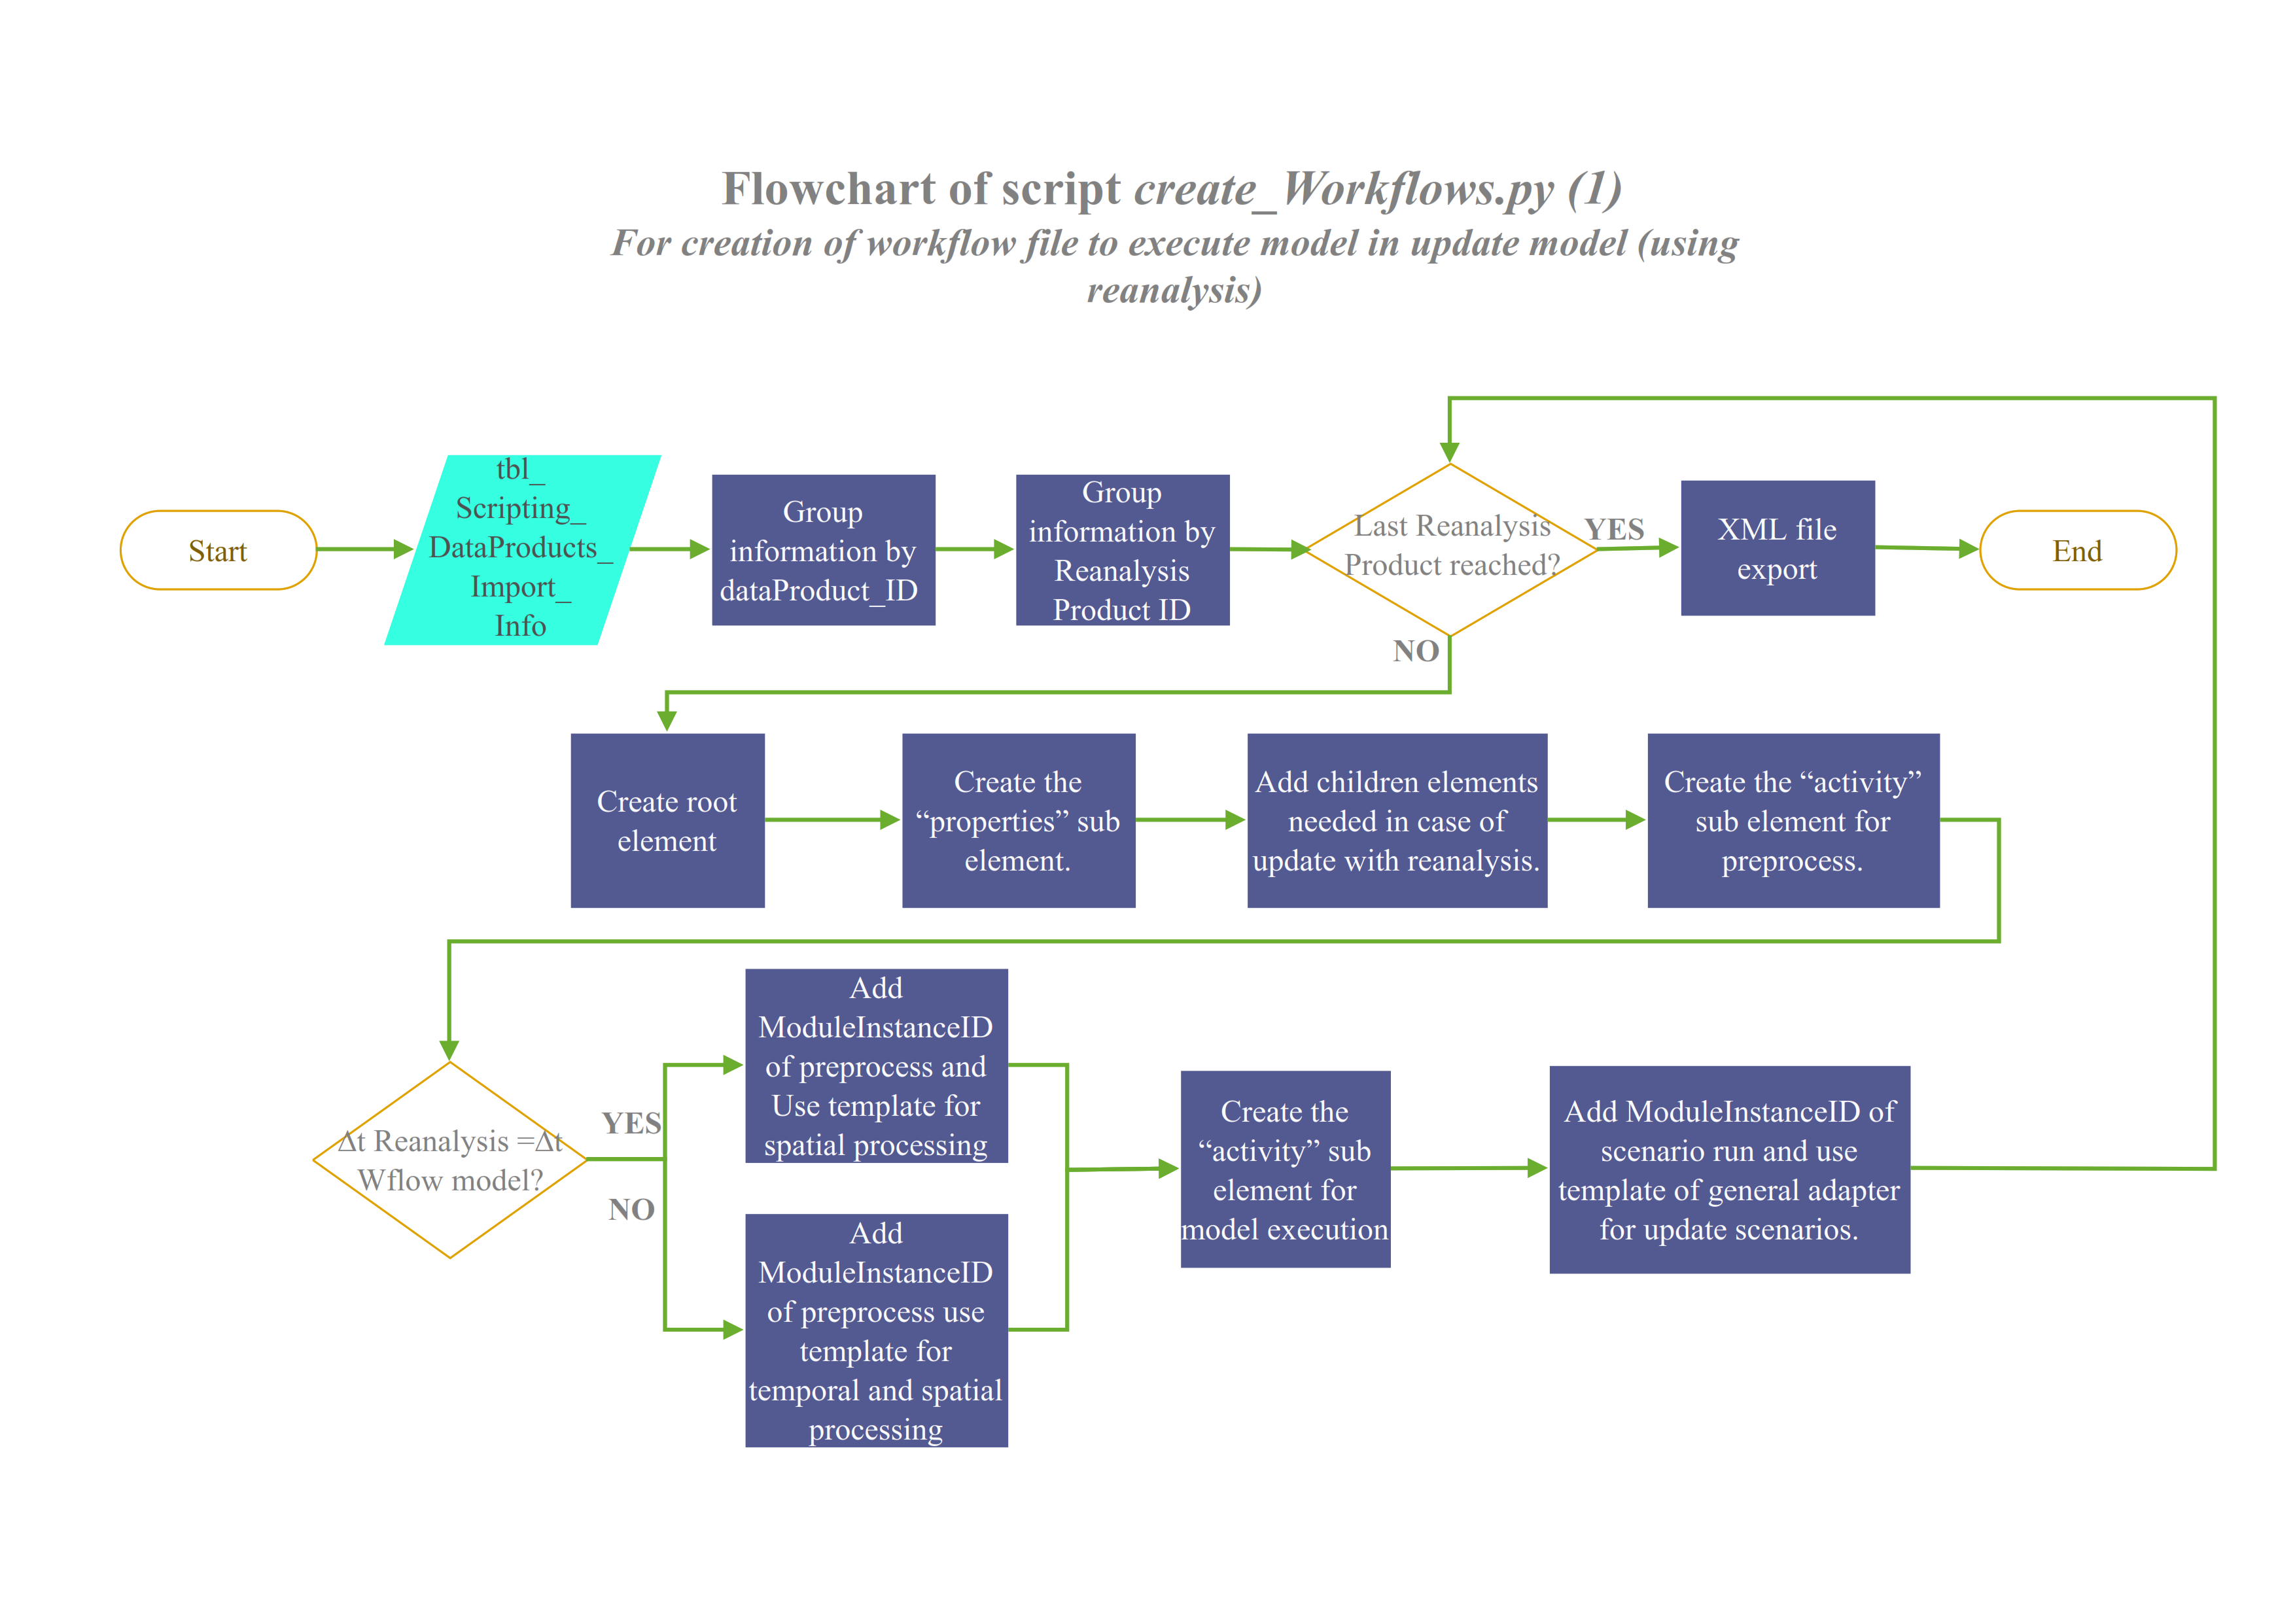 Flowchart of script create_Workflows.py (1)
For creation of workflow file to execute model in update model (using
reanalysis)
Start
tbl_
Scripting_
DataProducts_
Import_
Info
Group
information by
dataProduct_ID
Group
information by
Reanalysis
Product ID
Last Reanalysis
Product reached?
YES
XML file
export
End
NO
Create root
element
Create the
“properties” sub
element.
Add children elements
needed in case of
update with reanalysis.
Create the “activity”
sub element for
preprocess.
Δt Reanalysis =Δt
Wflow model?
YES
NO
Add
ModuleInstanceID
of preprocess and
Use template for
spatial processing
Add
ModuleInstanceID
of preprocess use
template for
temporal and spatial
processing
Create the
“activity” sub
element for
model execution
Add ModuleInstanceID of
scenario run and use
template of general adapter
for update scenarios.